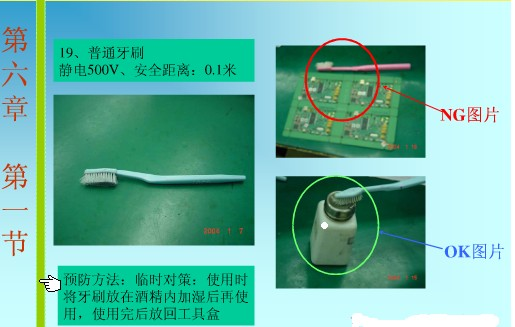 第六章 第一节
19、普通牙刷
静电500V、安全距离：0.1米
NG图片
OK图片
预防方法：临时对策：使用时
将牙刷放在酒精内加湿后再使
用，使用完后放回工具盒
2004 1 7